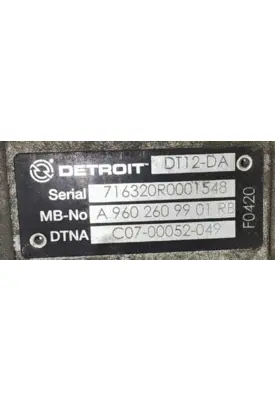 DETROIT DT12-DA
Serial 716320R0001548
MB-No A 960 260 99 01 RB
DTNA C07-00052-049
F0420